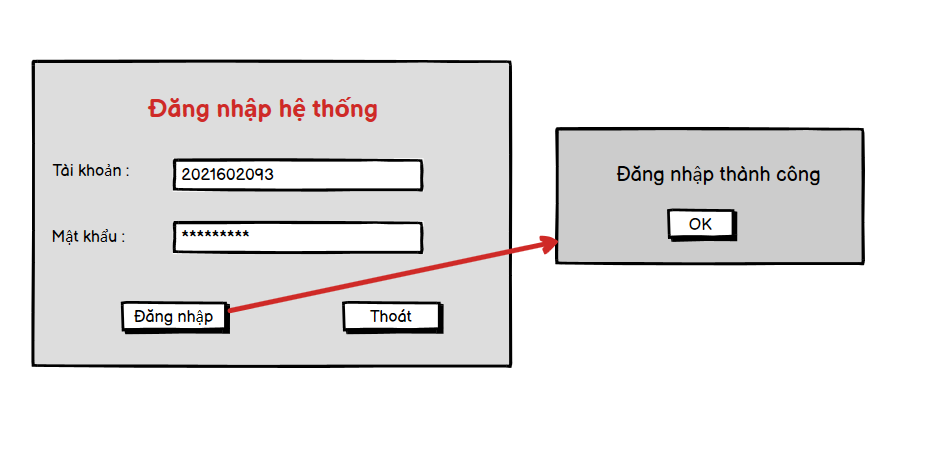 Đăng nhập hệ thống
Tài khoản :
2021602093
Mật khẩu :
*********
Đăng nhập
Thoát
Đăng nhập thành công
OK